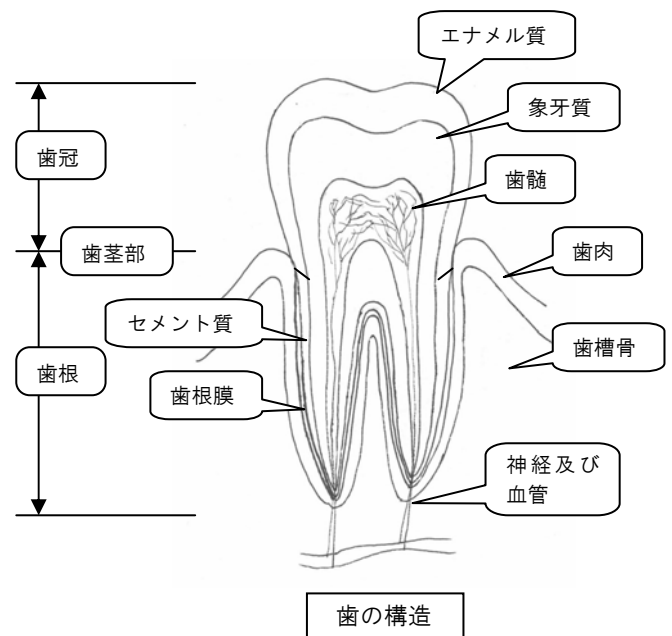 エナメル質
象牙質
歯冠
歯髄
歯茎部
歯肉
セメント質
歯槽骨
歯根
歯根膜
神経及び
血管
歯の構造